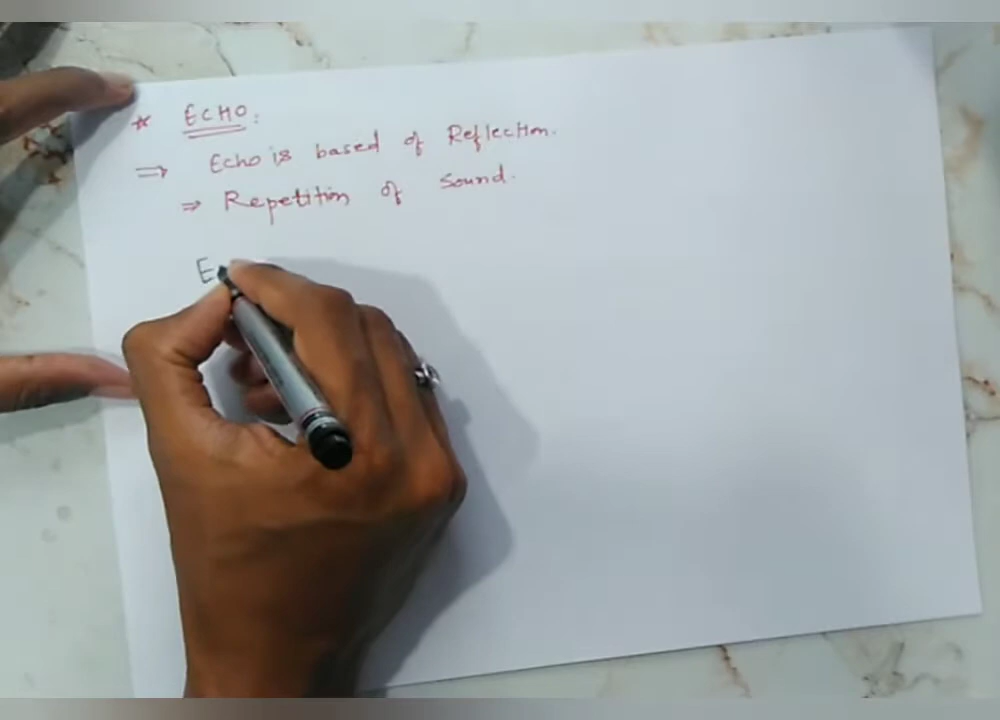 * ECHO:
⇒ Echo is based of Reflection.
⇒ Repetition of Sound.
E